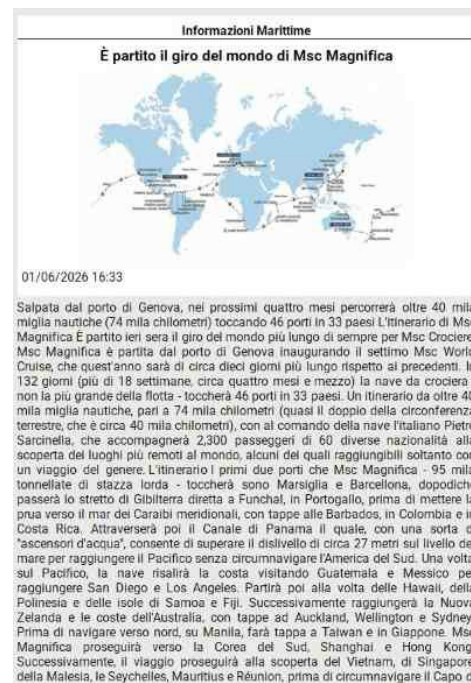 Informazioni Marittime
È partito il giro del mondo di Msc Magnifica
01/06/2026 16:33
Salpata dal porto di Genova, nei prossimi quattro mesi percorrerà oltre 40 mila
miglia nautiche (74 mila chilometri) toccando 46 porti in 33 paesi L'itinerario di Msc
Magnifica È partito ieri sera il giro del mondo più lungo di sempre per Msc Crociere.
Msc Magnifica è partita dal porto di Genova inaugurando il settimo Msc World
Cruise, che quest'anno sarà di circa dieci giorni più lungo rispetto ai precedenti. In
132 giorni (più di 18 settimane, circa quattro mesi e mezzo) la nave da crociera -
non la più grande della flotta - toccherà 46 porti in 33 paesi. Un itinerario da oltre 40
mila miglia nautiche, pari a 74 mila chilometri (quasi il doppio della circonferenza
terrestre, che è circa 40 mila chilometri), con al comando della nave l'italiano Pietro
Sarcinella, che accompagnerà 2,300 passeggeri di 60 diverse nazionalità alla
scoperta dei luoghi più remoti al mondo, alcuni dei quali raggiungibili soltanto con
un viaggio del genere. L'itinerario I primi due porti che Msc Magnifica - 95 mila
tonnellate di stazza lorda - toccherà sono Marsiglia e Barcellona, dopodiché
passerà lo stretto di Gibilterra diretta a Funchal, in Portogallo, prima di mettere la
prua verso il mar dei Caraibi meridionali, con tappe alle Barbados, in Colombia e in
Costa Rica. Attraverserà poi il Canale di Panama il quale, con una sorta di
"ascensori d'acqua", consente di superare il dislivello di circa 27 metri sul livello del
mare per raggiungere il Pacifico senza circumnavigare l'America del Sud. Una volta
sul Pacifico, la nave risalirà la costa visitando Guatemala e Messico per
raggiungere San Diego e Los Angeles. Partirà poi alla volta delle Hawaii, della
Polinesia e delle isole di Samoa e Fiji. Successivamente raggiungerà la Nuova
Zelanda e le coste dell'Australia, con tappe ad Auckland, Wellington e Sydney.
Prima di navigare verso nord, su Manila, farà tappa a Taiwan e in Giappone. Msc
Magnifica proseguirà verso la Corea del Sud, Shanghai e Hong Kong.
Successivamente, il viaggio proseguirà alla scoperta del Vietnam, di Singapore,
della Malesia, le Seychelles, Mauritius e Réunion, prima di circumnavigare il Capo e